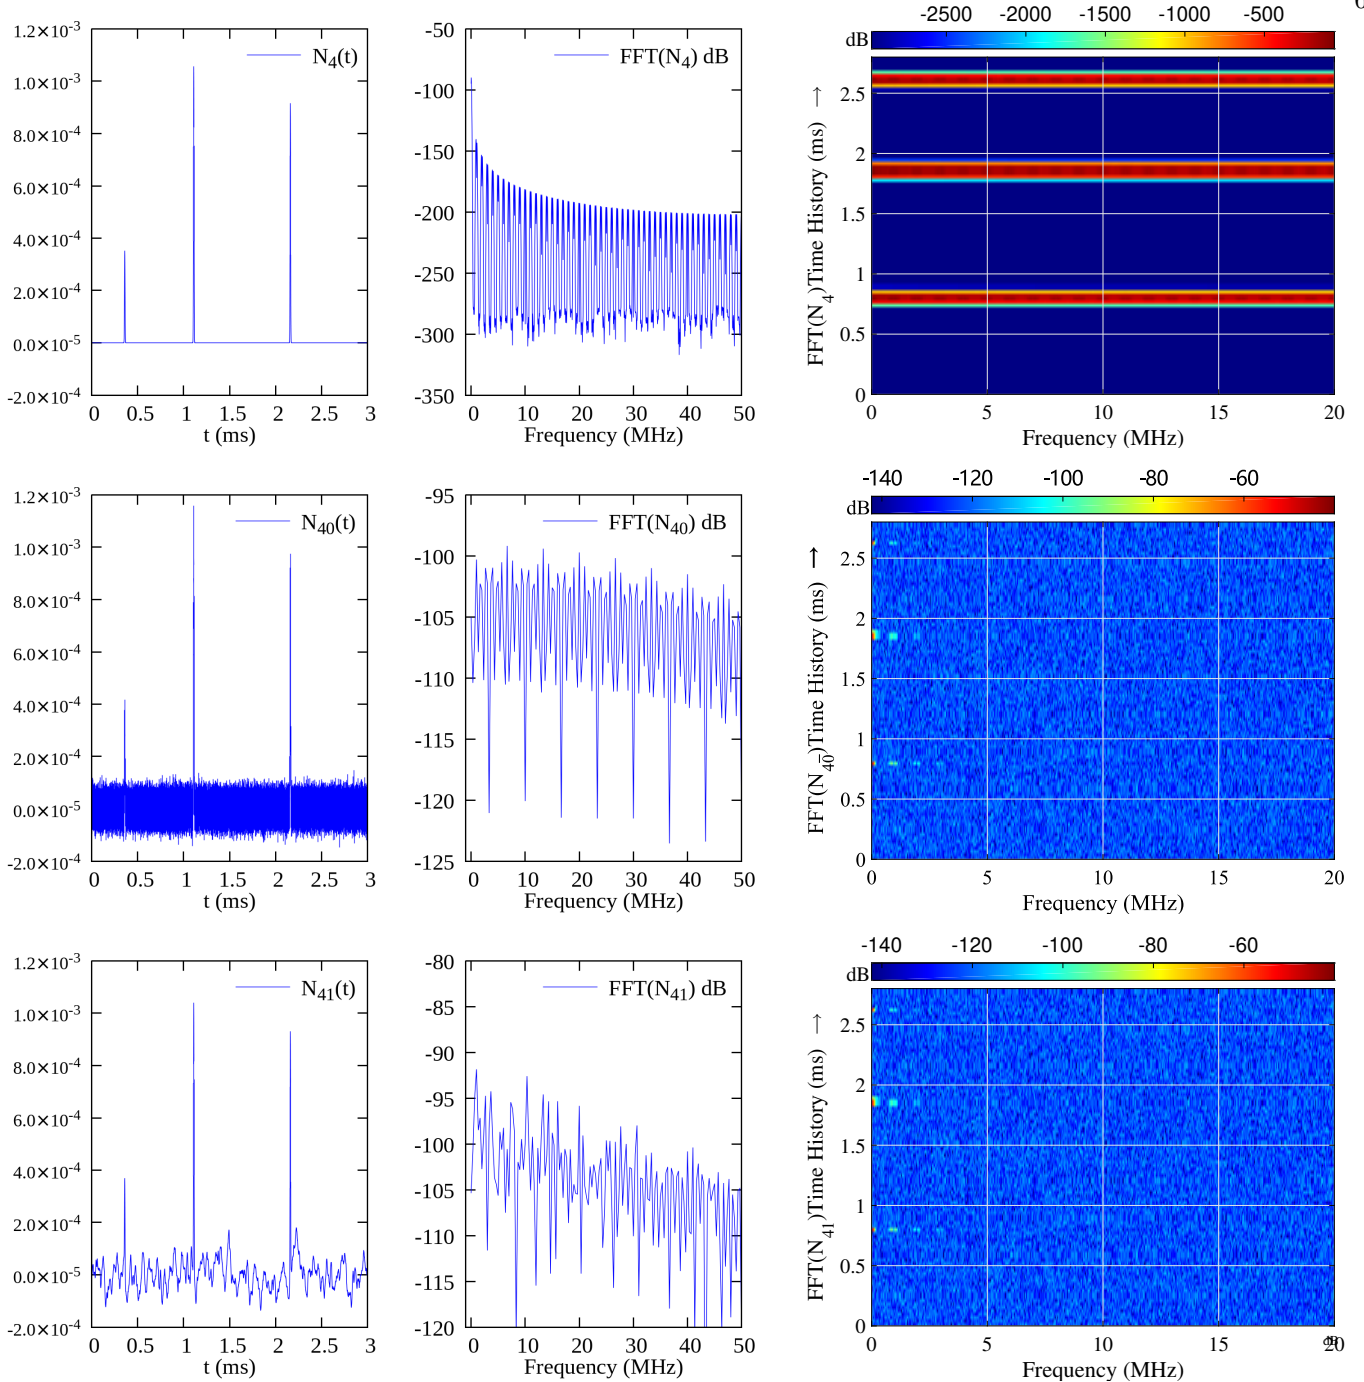 1.2×10-3
1.0×10-3
8.0×10-4
6.0×10-4
4.0×10-4
2.0×10-4
0.0×10-5
-2.0×10-4
0 0.5 1 1.5 2 2.5 3
t (ms)
N4(t)
-50
-100
-150
-200
-250
-300
-350
0 10 20 30 40 50
Frequency (MHz)
FFT(N4) dB
-2500 -2000 -1500 -1000 -500
dB
2.5
2
1.5
1
0.5
0
0 5 10 15 20
Frequency (MHz)
FFT(N4)Time History (ms) →
1.2×10-3
1.0×10-3
8.0×10-4
6.0×10-4
4.0×10-4
2.0×10-4
0.0×10-5
-2.0×10-4
0 0.5 1 1.5 2 2.5 3
t (ms)
N40(t)
-95
-100
-105
-110
-115
-120
-125
0 10 20 30 40 50
Frequency (MHz)
FFT(N40) dB
-140 -120 -100 -80 -60
dB
2.5
2
1.5
1
0.5
0
0 5 10 15 20
Frequency (MHz)
FFT(N40)Time History (ms) →
1.2×10-3
1.0×10-3
8.0×10-4
6.0×10-4
4.0×10-4
2.0×10-4
0.0×10-5
-2.0×10-4
0 0.5 1 1.5 2 2.5 3
t (ms)
N41(t)
-80
-85
-90
-95
-100
-105
-110
-115
-120
0 10 20 30 40 50
Frequency (MHz)
FFT(N41) dB
-140 -120 -100 -80 -60
dB
2.5
2
1.5
1
0.5
0
0 5 10 15 20
Frequency (MHz)
FFT(N41)Time History (ms) →